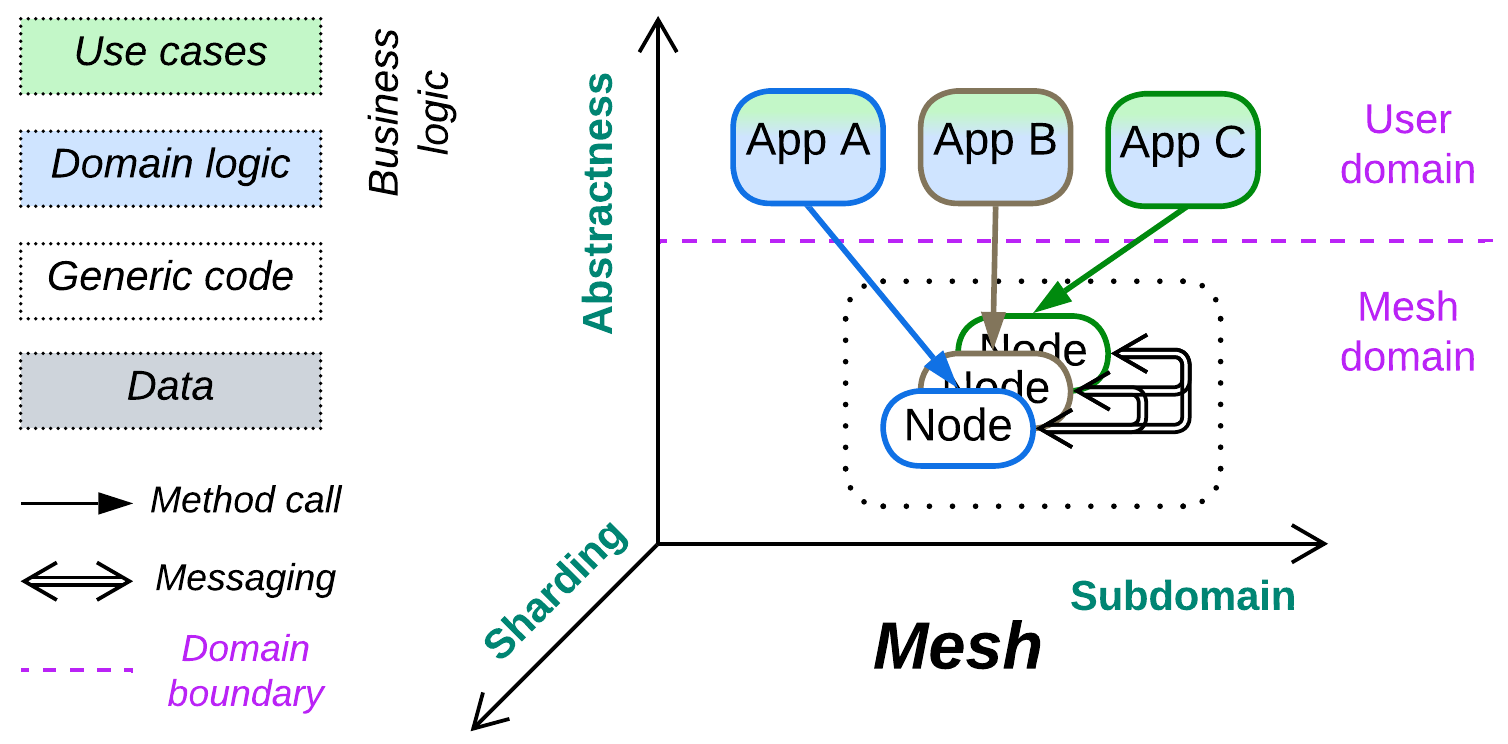 Use cases
Domain logic
Generic code
Data
Method call
Messaging
Domain
boundary
Business
logic
Abstractness
Sharding
Subdomain
App A
App B
App C
User
domain
Mesh
domain
Node
Node
Node
Mesh